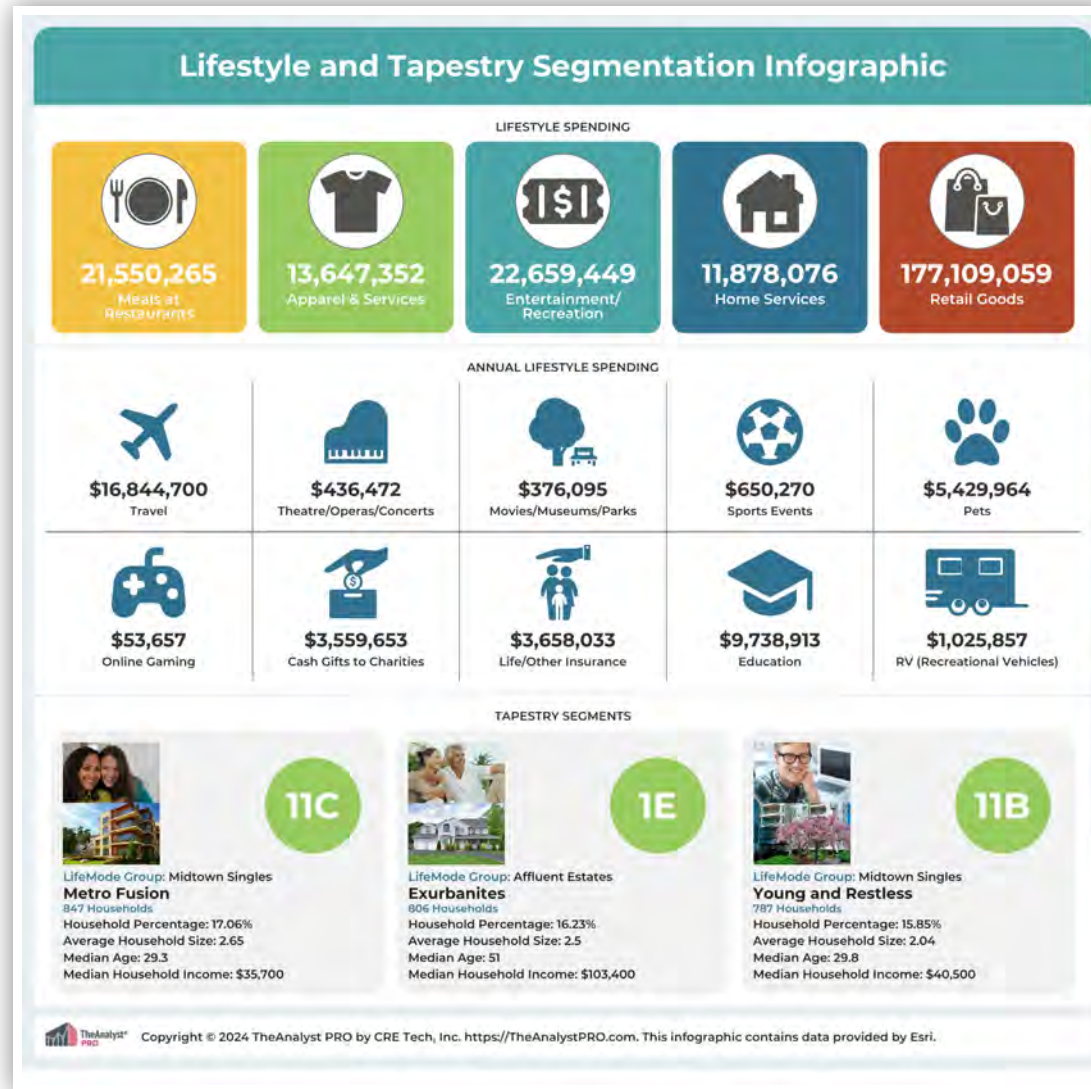 Lifestyle and Tapestry Segmentation Infographic
LIFESTYLE SPENDING
21,550,265
Meals at
Restaurants
13,647,352
Apparel & Services
$
22,659,449
Entertainment/
Recreation
11,878,076
Home Services
177,109,059
Retail Goods
ANNUAL LIFESTYLE SPENDING
$16,844,700
Travel
$436,472
Theatre/Operas/Concerts
$376,095
Movies/Museums/Parks
$650,270
Sports Events
$5,429,964
Pets
$53,657
Online Gaming
$
$3,559,653
Cash Gifts to Charities
$3,658,033
Life/Other Insurance
$9,738,913
Education
$1,025,857
RV (Recreational Vehicles)
TAPESTRY SEGMENTS
11C
LifeMode Group: Midtown Singles
Metro Fusion
847 Households
Household Percentage: 17.06%
Average Household Size: 2.65
Median Age: 29.3
Median Household Income: $35,700
1E
LifeMode Group: Affluent Estates
Exurbanites
806 Households
Household Percentage: 16.23%
Average Household Size: 2.5
Median Age: 51
Median Household Income: $103,400
11B
LifeMode Group: Midtown Singles
Young and Restless
787 Households
Household Percentage: 15.85%
Average Household Size: 2.04
Median Age: 29.8
Median Household Income: $40,500
TheAnalyst®
PRO
Copyright © 2024 TheAnalyst PRO by CRE Tech, Inc. https://TheAnalystPRO.com. This infographic contains data provided by Esri.